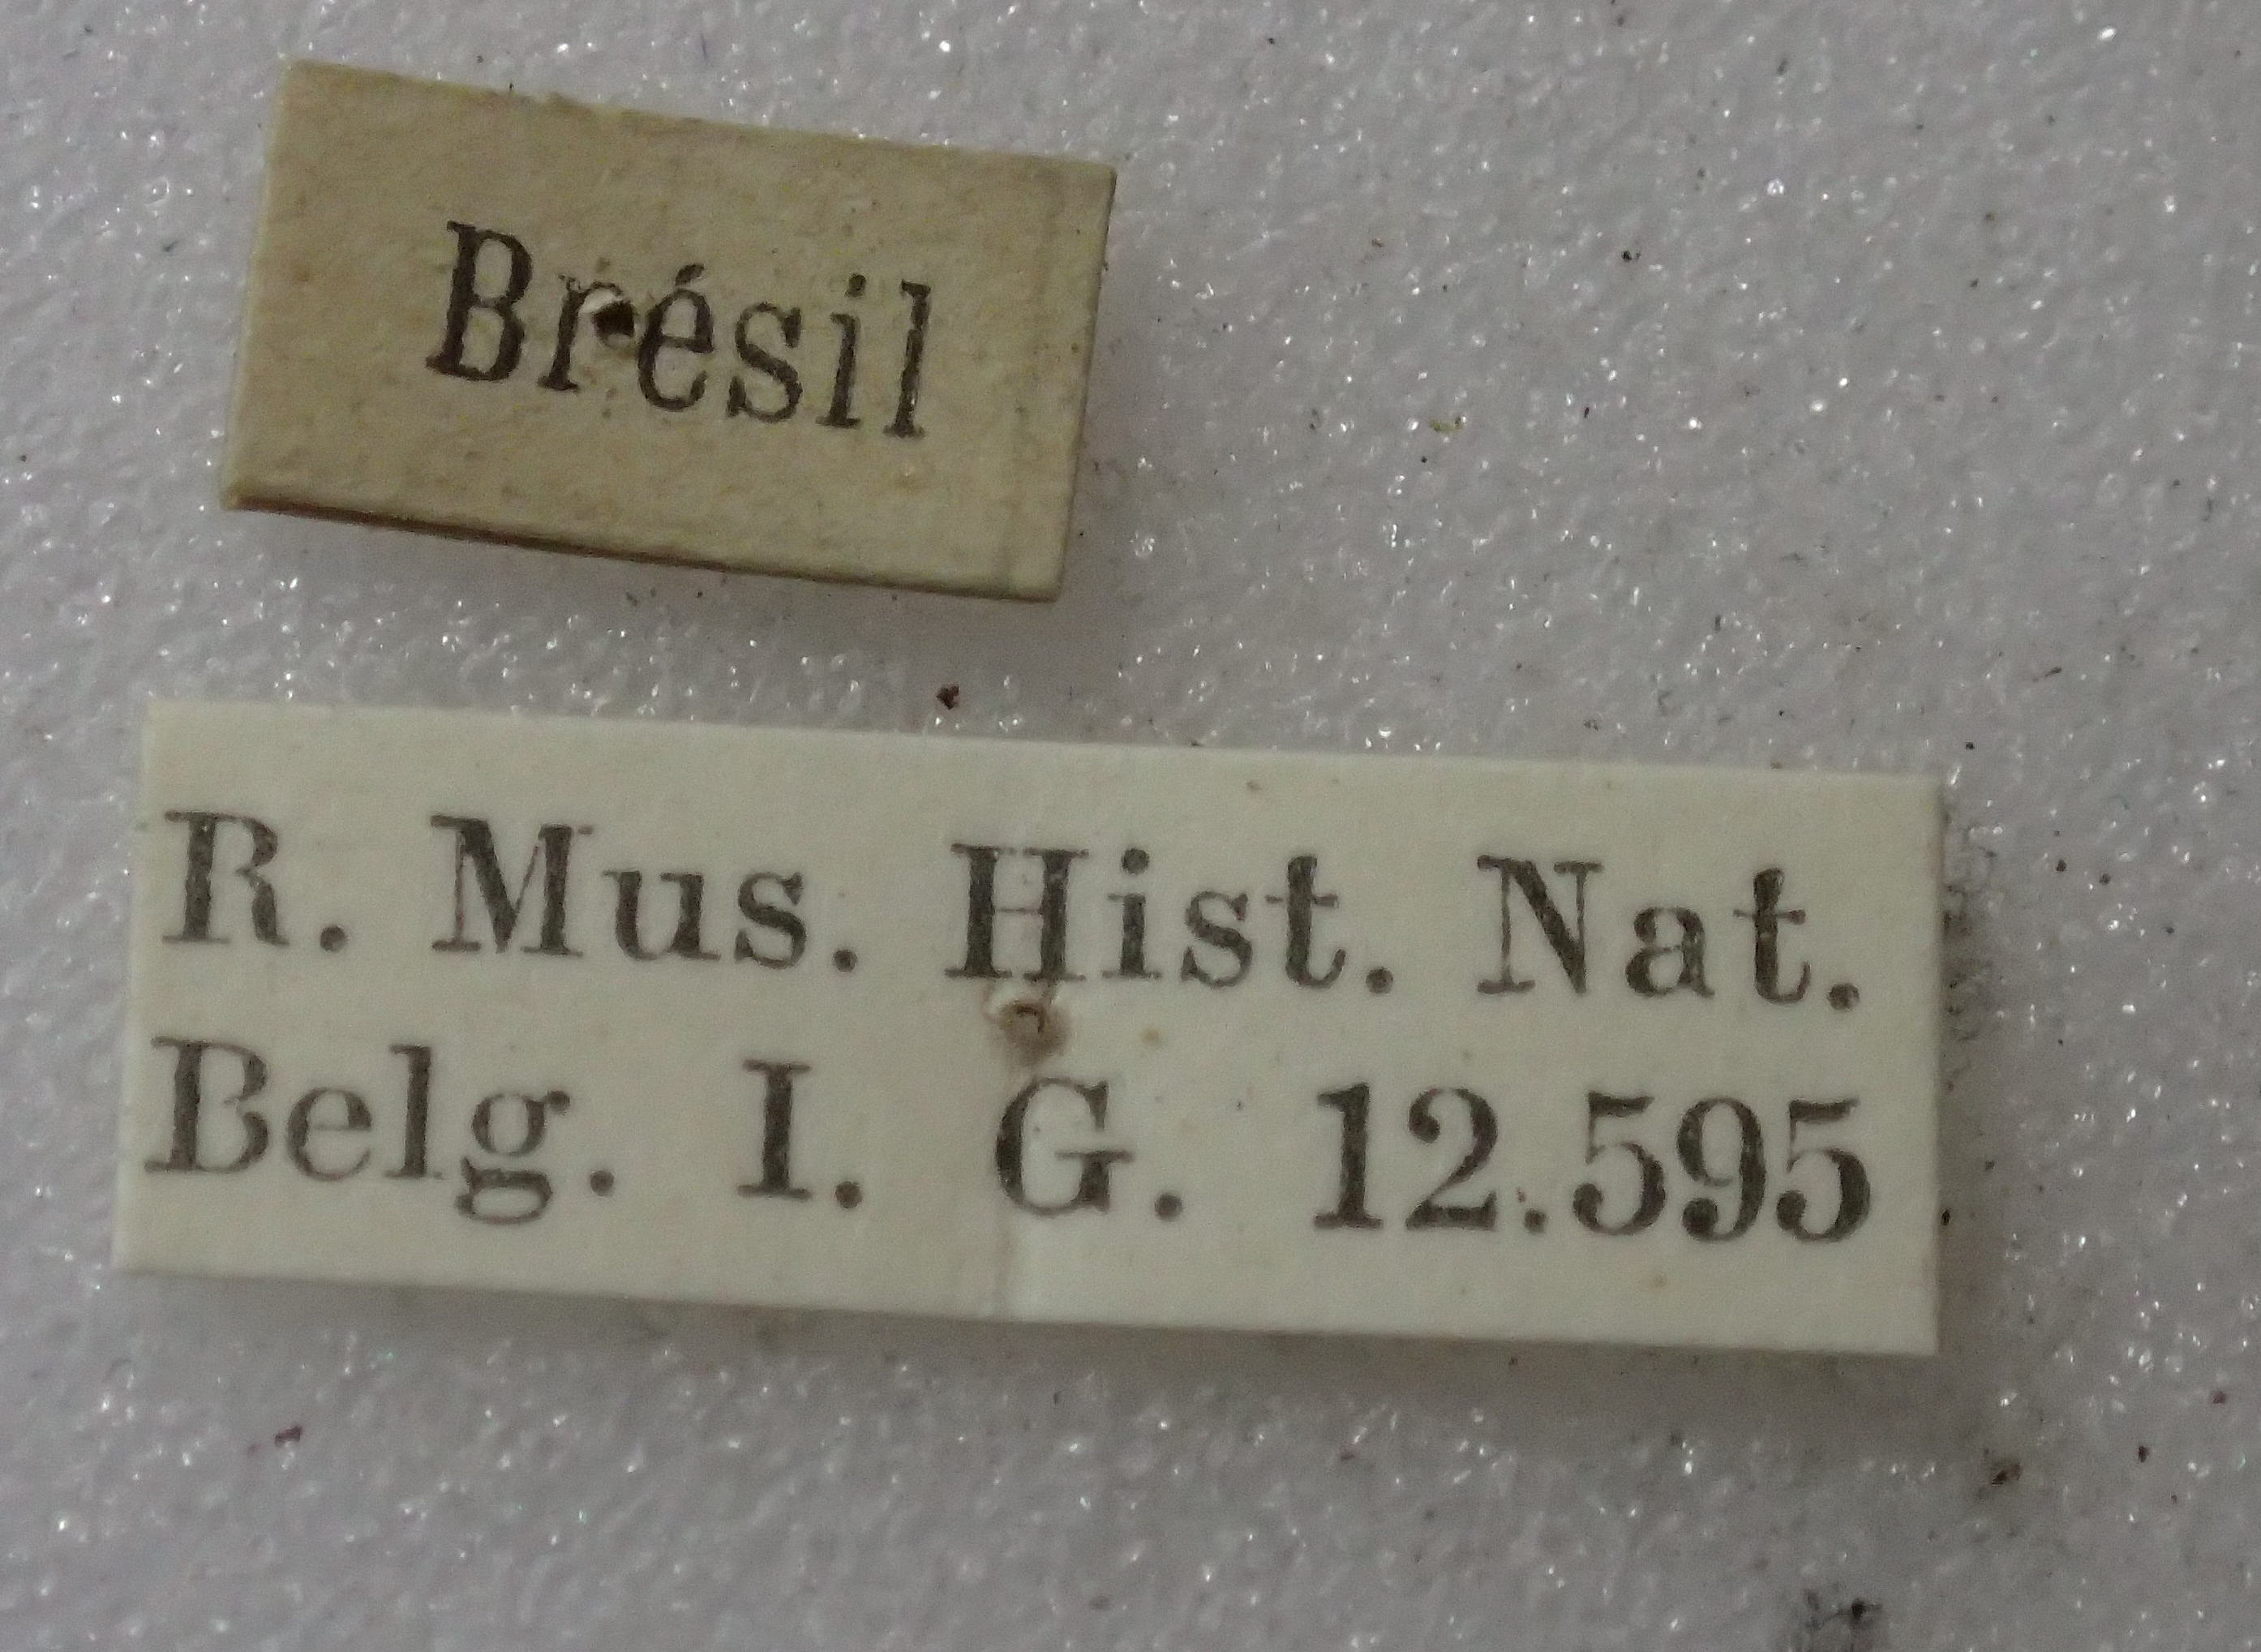 Brésil
R. Mus. Hist. Nat.
Belg. I. G. 12.595